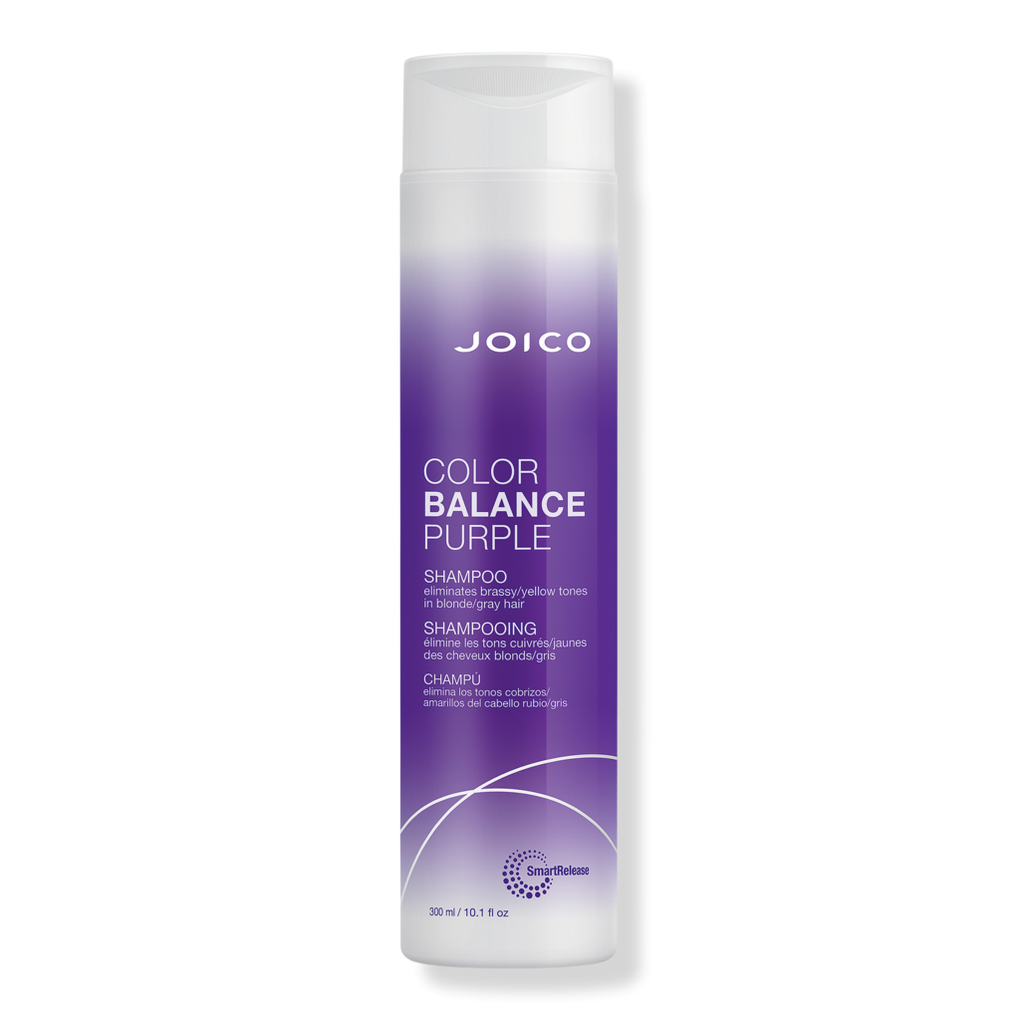 JOICO
COLOR
BALANCE
PURPLE
SHAMPOO
eliminates brassy/yellow tones
in blonde/gray hair
SHAMPOOING
élimine les tons cuivrés/jaunes
des cheveux blonds/gris
CHAMPÚ
elimina los tonos cobrizos/
amarillos del cabello rubio/gris
SmartRelease
300 ml / 10.1 fl oz